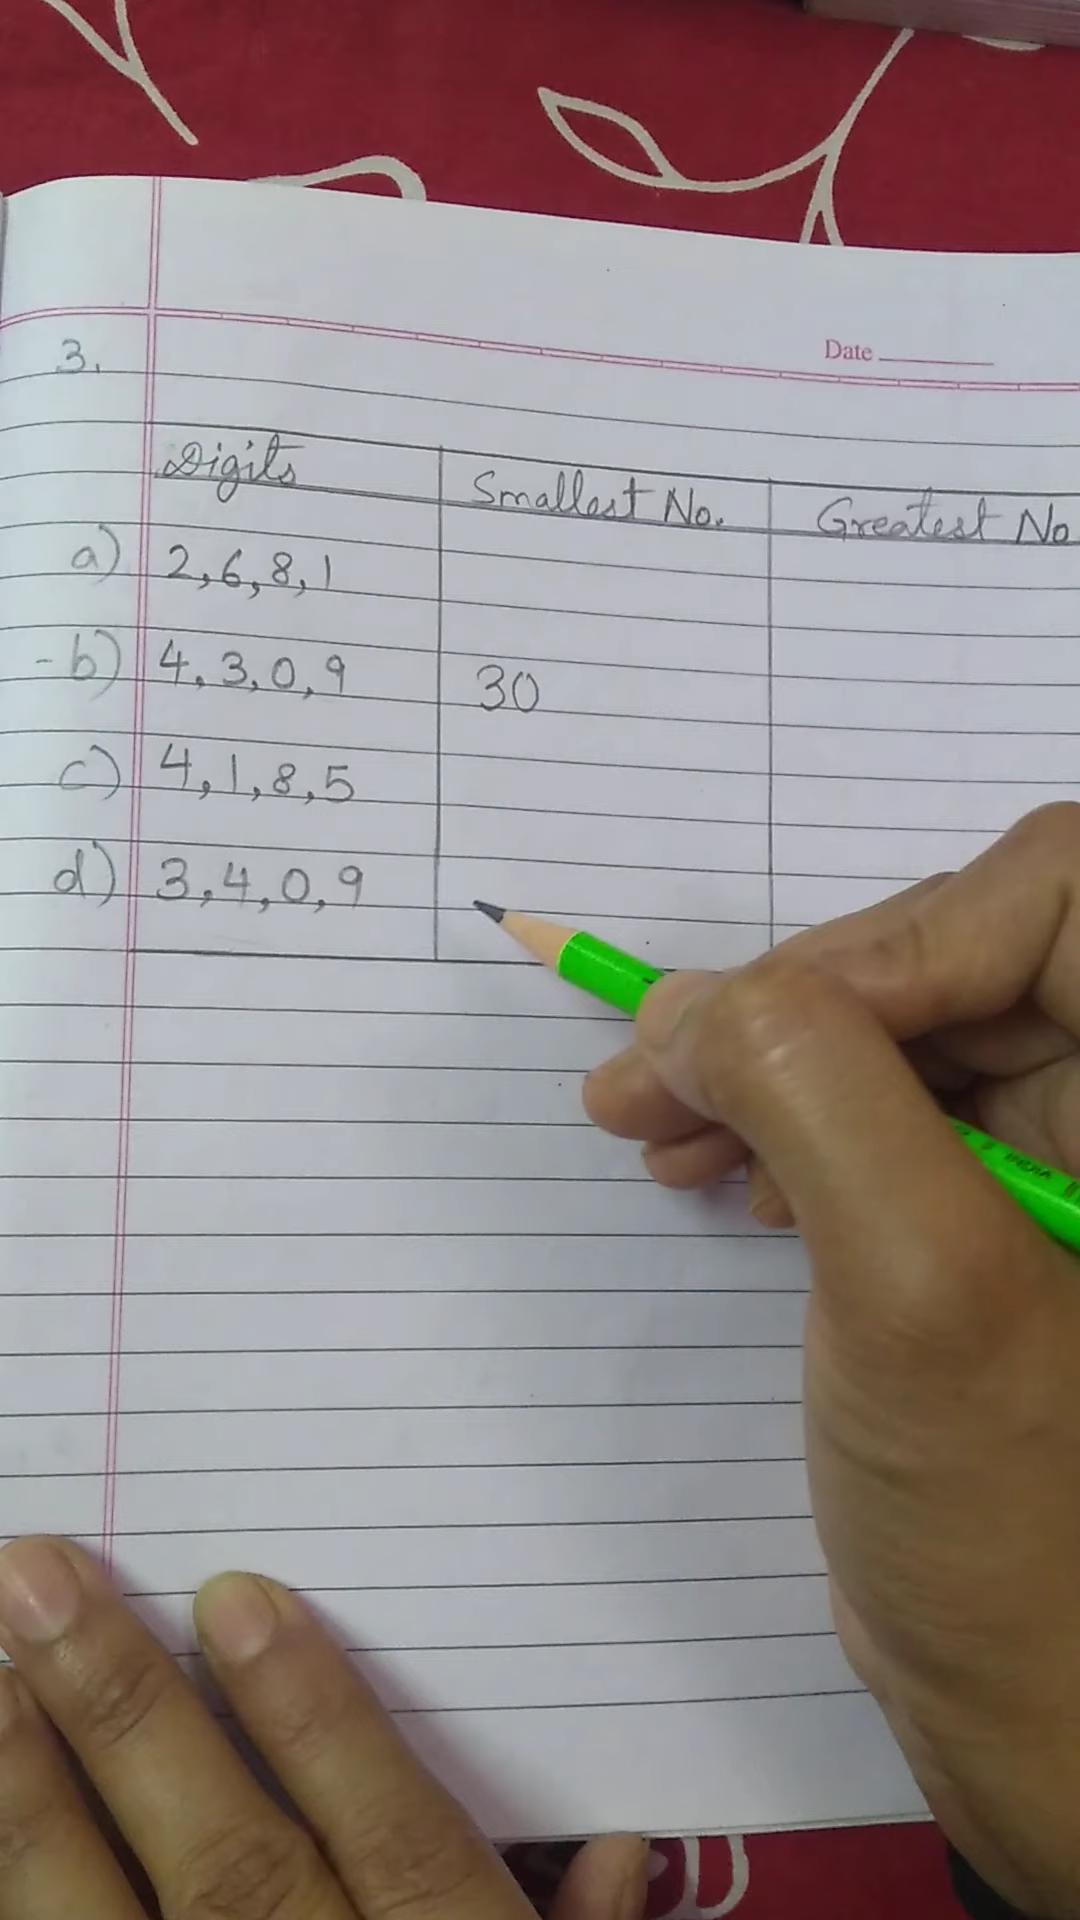 Date
3.
Digits Smallest No. Greatest No
a) 2,6,8,1
-b) 4,3,0,9 30
c) 4,1,8,5
d) 3,4,0,9
INDIA